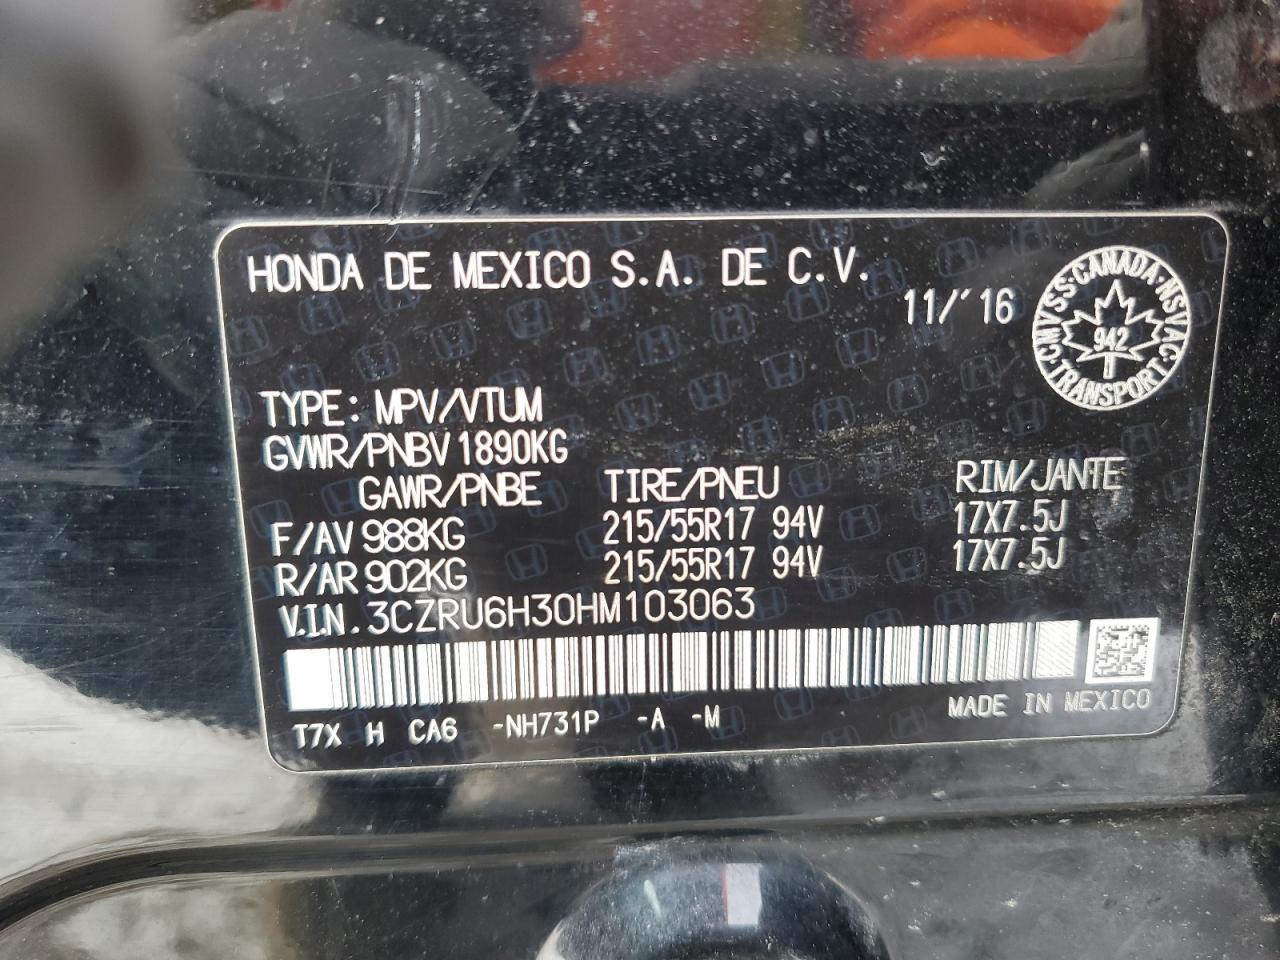 HONDA DE MEXICO S.A. DE C.V.
11/'16
CMVSS·CANADA·NSVAC·TRANSPORT·
942
TYPE: MPV/VTUM
GVWR/PNBV 1890KG
GAWR/PNBE TIRE/PNEU RIM/JANTE
F/AV 988KG 215/55R17 94V 17X7.5J
R/AR 902KG 215/55R17 94V 17X7.5J
V.I.N. 3CZRU6H30HM103063
T7X H CA6 -NH731P -A -M
MADE IN MEXICO